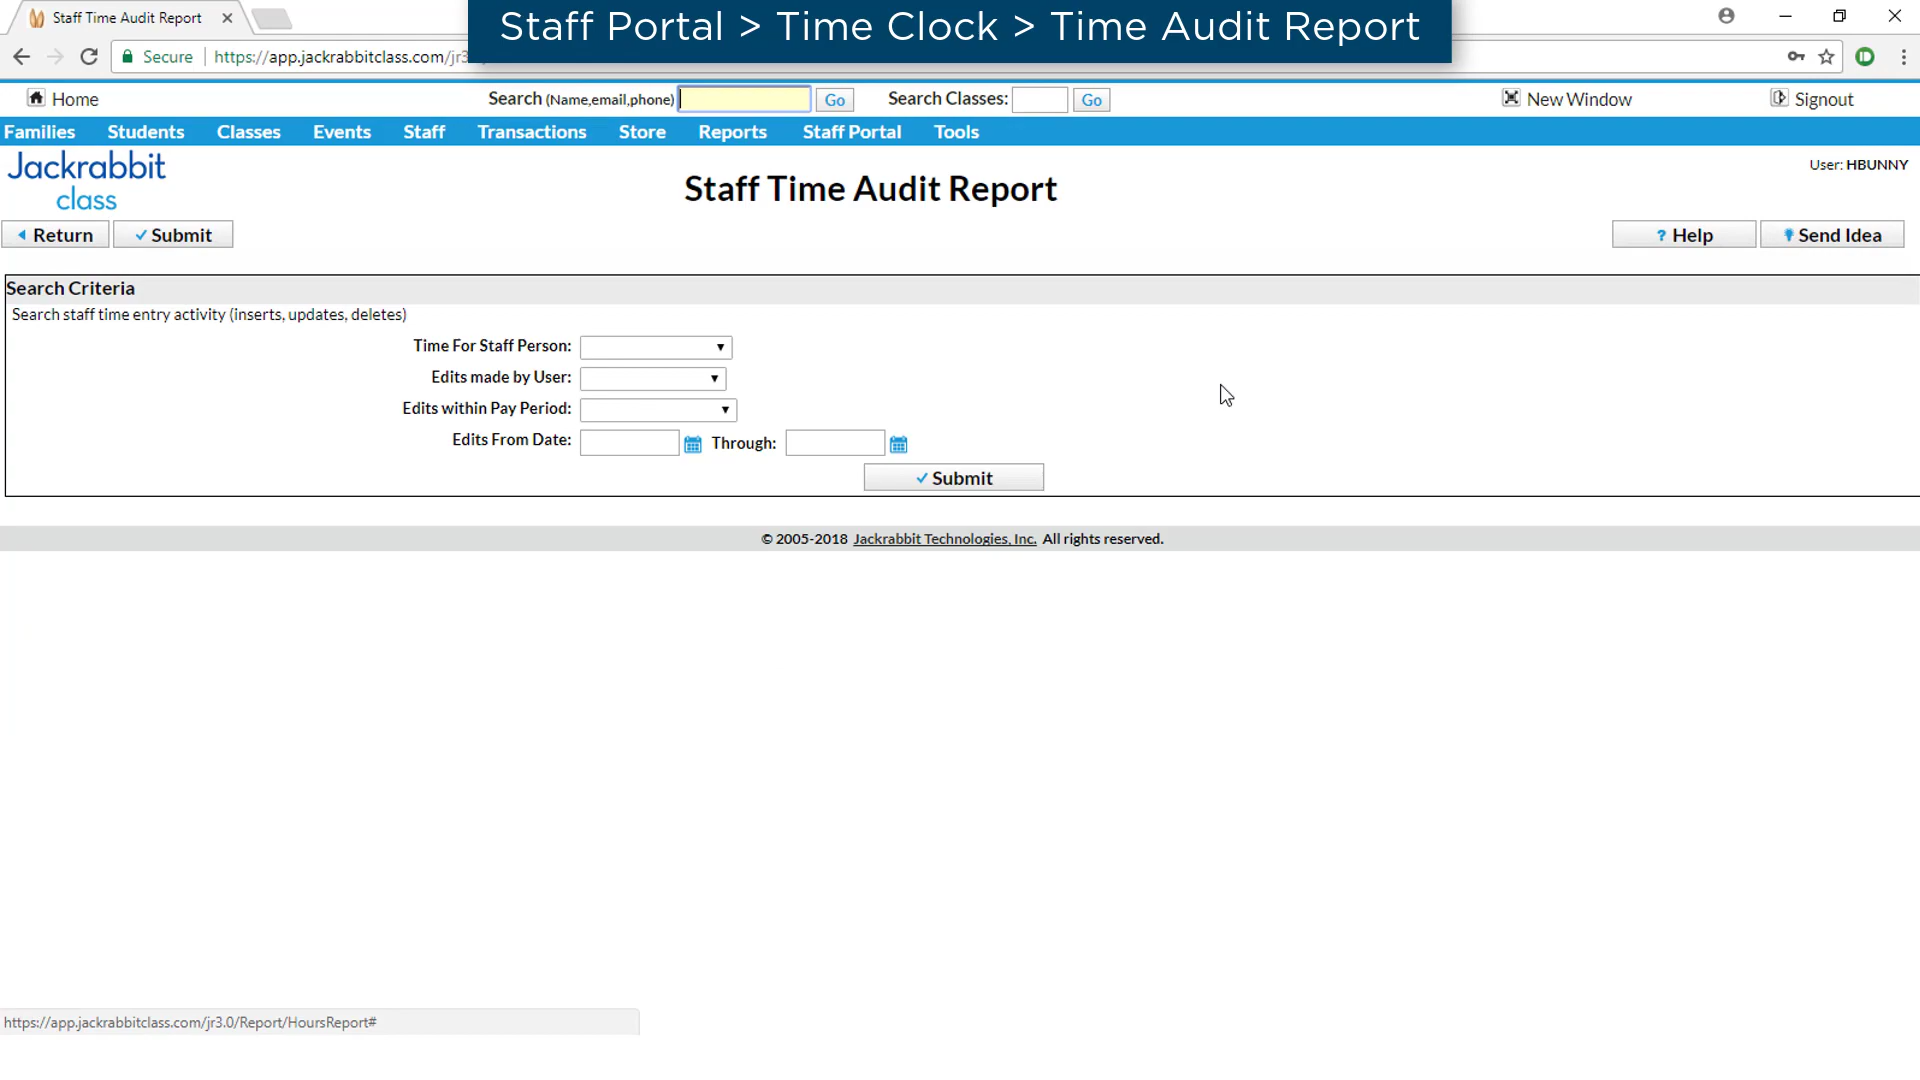 Staff Time Audit Report
Staff Portal > Time Clock > Time Audit Report
Secure
https://app.jackrabbitclass.com/jr3
Home
Search (Name,email,phone)
Go
Search Classes:
Go
New Window
Signout
Families Students Classes Events Staff Transactions Store Reports Staff Portal Tools
Jackrabbit
class
User: HBUNNY
Staff Time Audit Report
Return
Submit
? Help
Send Idea
Search Criteria
Search staff time entry activity (inserts, updates, deletes)
Time For Staff Person:
Edits made by User:
Edits within Pay Period:
Edits From Date:
Through:
Submit
© 2005-2018 Jackrabbit Technologies, Inc. All rights reserved.
https://app.jackrabbitclass.com/jr3.0/Report/HoursReport#